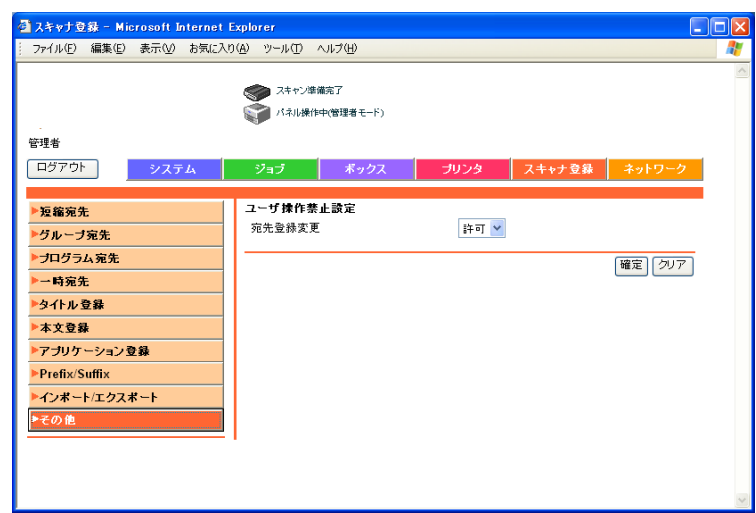 スキャナ登録 - Microsoft Internet Explorer
ファイル(F) 編集(E) 表示(V) お気に入り(A) ツール(T) ヘルプ(H)
スキャン準備完了
パネル操作中(管理者モード)
管理者
ログアウト システム ジョブ ボックス プリンタ スキャナ登録 ネットワーク
▶短縮宛先
▶グループ宛先
▶プログラム宛先
▶一時宛先
▶タイトル登録
▶本文登録
▶アプリケーション登録
▶Prefix/Suffix
▶インポート/エクスポート
▶その他
ユーザ操作禁止設定
宛先登録変更 許可
確定 クリア